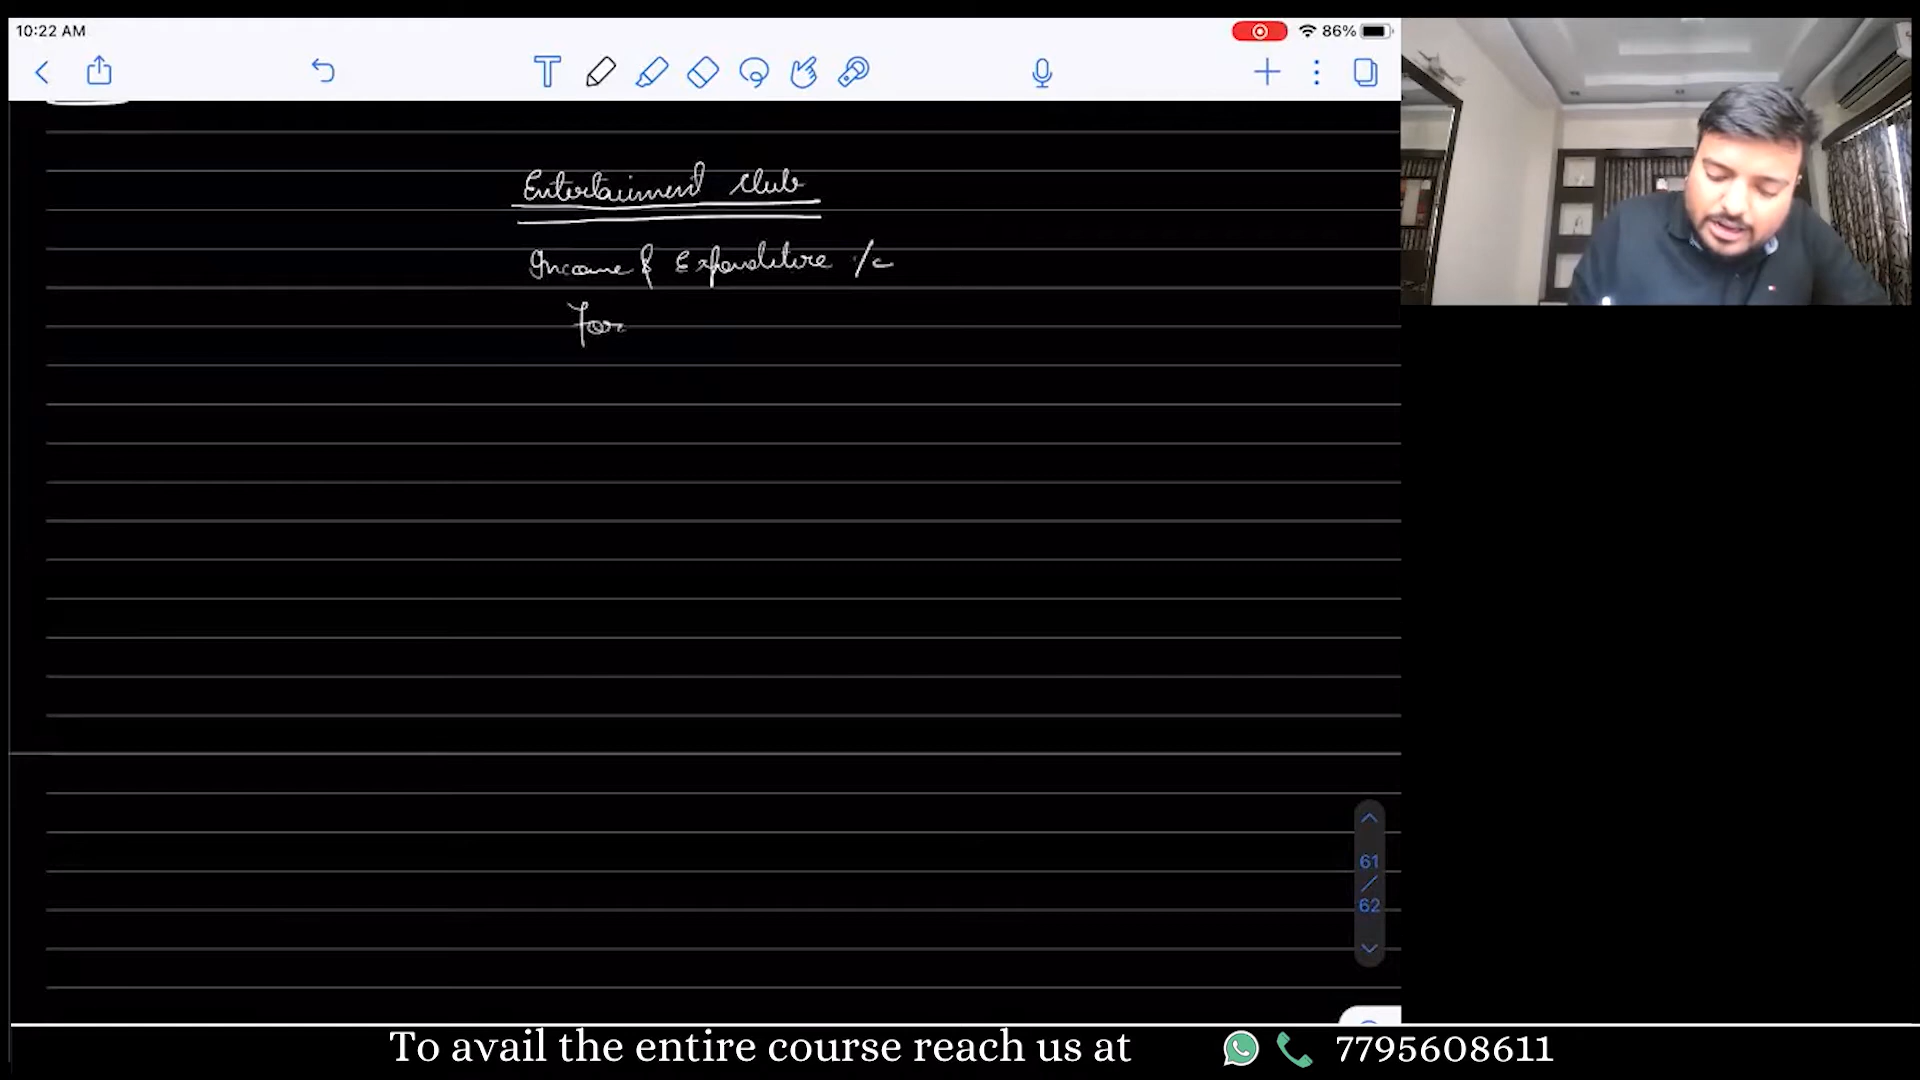 10:22 AM
86%
T
Entertaiment Club
Income & Expenditure /c
for
61
/
62
To avail the entire course reach us at 7795608611